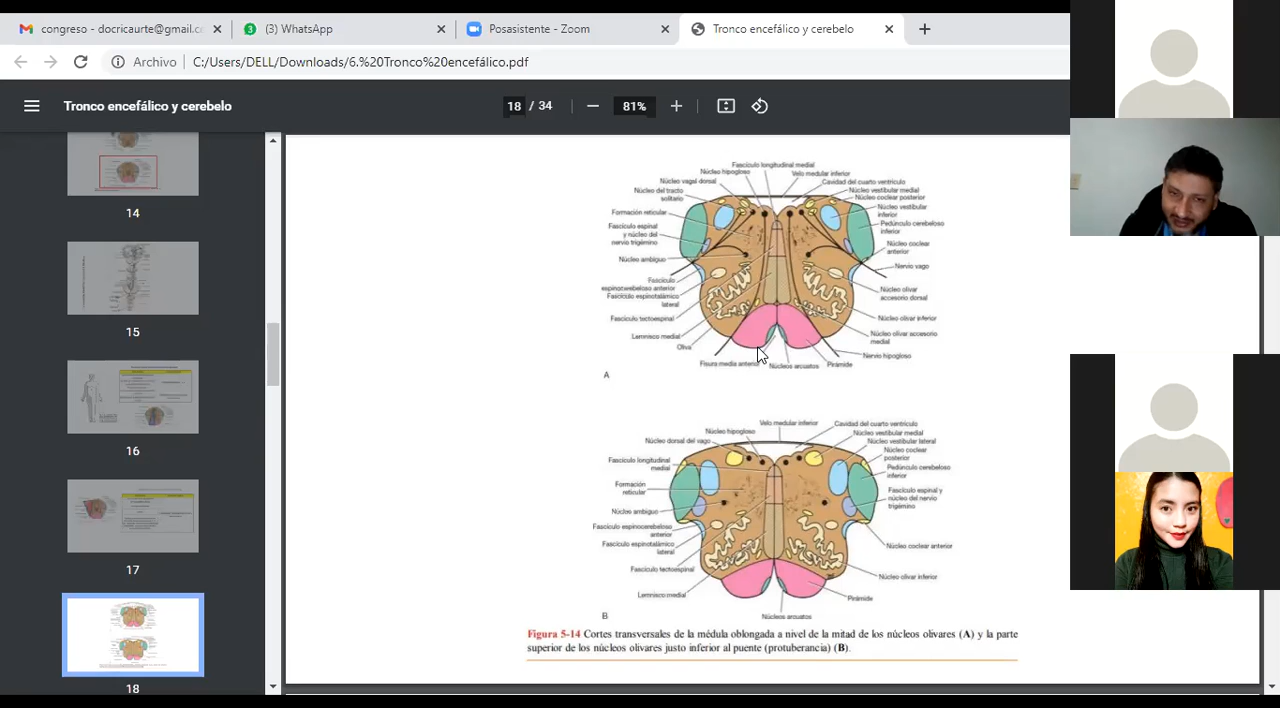 congreso - docricaurte@gmail.c
(3) WhatsApp
Posasistente - Zoom
Tronco encefálico y cerebelo
Archivo
C:/Users/DELL/Downloads/6.%20Tronco%20encefálico.pdf
Tronco encefálico y cerebelo
18 / 34
81%
14
15
16
17
18
Fascículo longitudinal medial
Núcleo hipogloso
Velo medular inferior
Núcleo vagal dorsal
Cavidad del cuarto ventrículo
Núcleo del tracto
solitario
Núcleo vestibular medial
Núcleo coclear posterior
Formación reticular
Núcleo vestibular
inferior
Fascículo espinal
y núcleo del
nervio trigémino
Pedúnculo cerebeloso
inferior
Núcleo coclear
anterior
Núcleo ambiguo
Nervio vago
Fascículo
espinocerebeloso anterior
Fascículo espinotalámico
lateral
Núcleo olivar
accesorio dorsal
Fascículo tectoespinal
Núcleo olivar inferior
Lemnisco medial
Núcleo olivar accesorio
medial
Oliva
Nervio hipogloso
Fisura media anterior
Núcleos arcuatos
Pirámide
A
Velo medular inferior
Cavidad del cuarto ventrículo
Núcleo hipogloso
Núcleo vestibular medial
Núcleo dorsal del vago
Núcleo vestibular lateral
Núcleo coclear
posterior
Fascículo longitudinal
medial
Pedúnculo cerebeloso
inferior
Formación
reticular
Fascículo espinal y
núcleo del nervio
trigémino
Núcleo ambiguo
Fascículo espinocerebeloso
anterior
Fascículo espinotalámico
lateral
Núcleo coclear anterior
Fascículo tectoespinal
Núcleo olivar inferior
Lemnisco medial
Pirámide
Núcleos arcuatos
B
Figura 5-14 Cortes transversales de la médula oblongada a nivel de la mitad de los núcleos olivares (A) y la parte
superior de los núcleos olivares justo inferior al puente (protuberancia) (B).